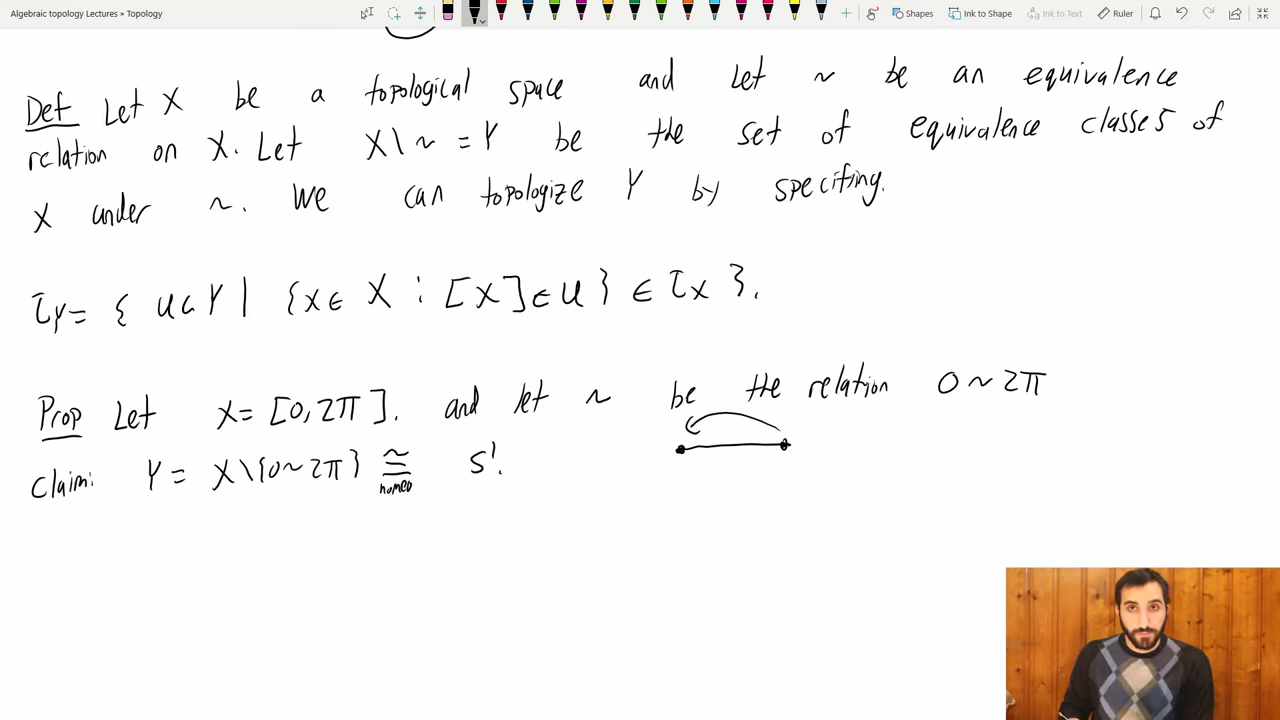 Algebraic topology Lectures » Topology
Shapes
Ink to Shape
Ink to Text
Ruler
Def Let X be a topological space and let ~ be an equivalence
relation on X. Let X\~ = Y be the set of equivalence classes of
X under ~. We can topologize Y by specifing.
τ_Y = { U⊂Y | {x∈ X : [x]∈U} ∈ τ_X }.
Prop Let X = [0, 2π]. and let ~ be the relation 0 ~ 2π
Claim: Y = X\{0~2π} ≅ S¹.
homeo